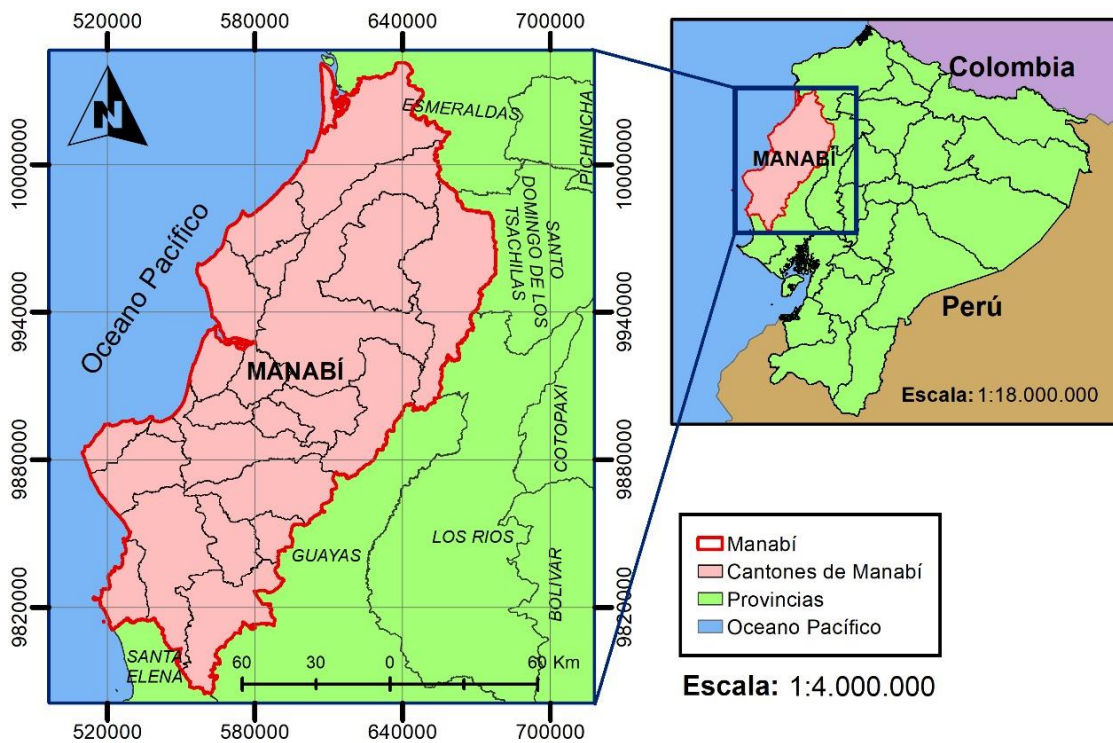 520000 580000 640000 700000
N
ESMERALDAS
PICHINCHA
10000000
SANTO
DOMINGO DE LOS
TSACHILAS
Oceano Pacífico
9940000
MANABÍ
COTOPAXI
9880000
GUAYAS
LOS RIOS
BOLIVAR
9820000
SANTA
ELENA
60 30 0 60 Km
520000 580000 640000 700000
10000000
9940000
9880000
9820000
Colombia
MANABÍ
Perú
Escala: 1:18.000.000
Manabí
Cantones de Manabí
Provincias
Oceano Pacífico
Escala: 1:4.000.000